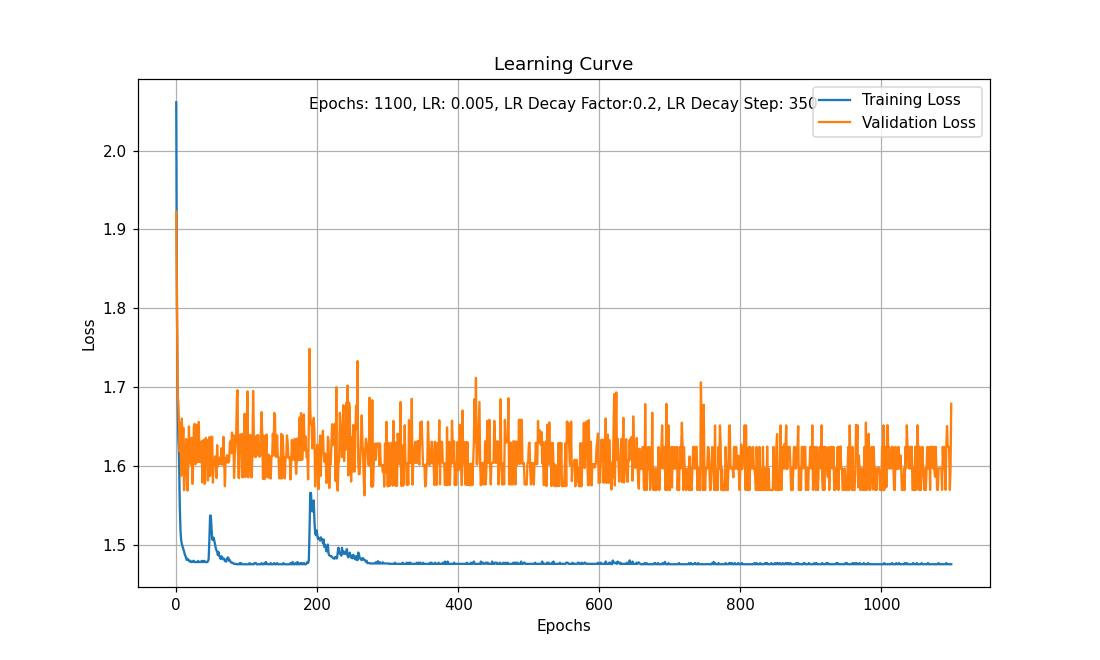 Learning Curve
Epochs: 1100, LR: 0.005, LR Decay Factor:0.2, LR Decay Step: 350
Training Loss
Validation Loss
2.0
1.9
1.8
1.7
1.6
1.5
Loss
0 200 400 600 800 1000
Epochs